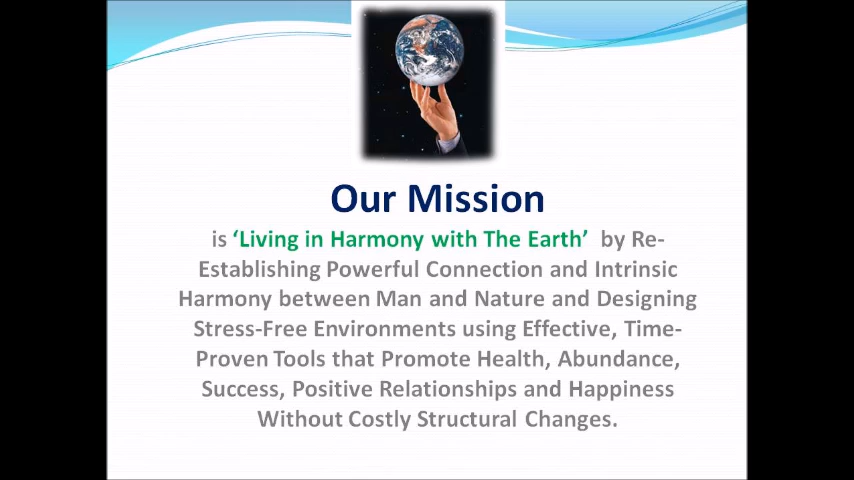 Our Mission
is ‘Living in Harmony with The Earth’ by Re-
Establishing Powerful Connection and Intrinsic
Harmony between Man and Nature and Designing
Stress-Free Environments using Effective, Time-
Proven Tools that Promote Health, Abundance,
Success, Positive Relationships and Happiness
Without Costly Structural Changes.